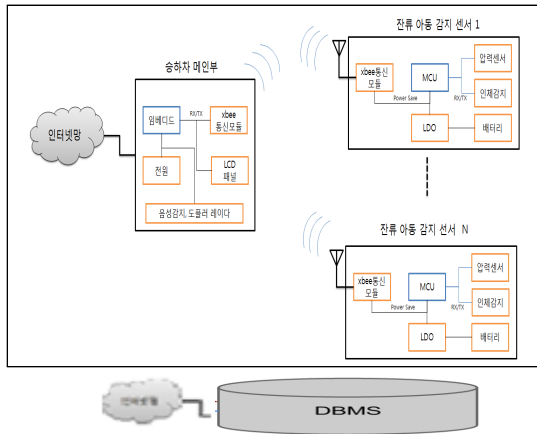 잔류 아동 감지 센서 1
승하차 메인부
인터넷망
임베디드
RX/TX
xbee
통신모듈
전원
LCD
패널
음성감지, 도플러 레이다
xbee통신
모듈
MCU
압력센서
인체감지
Power Save
RX/TX
LDO
배터리
잔류 아동 감지 선서 N
xbee통신
모듈
MCU
압력센서
인체감지
Power Save
RX/TX
LDO
배터리
DBMS